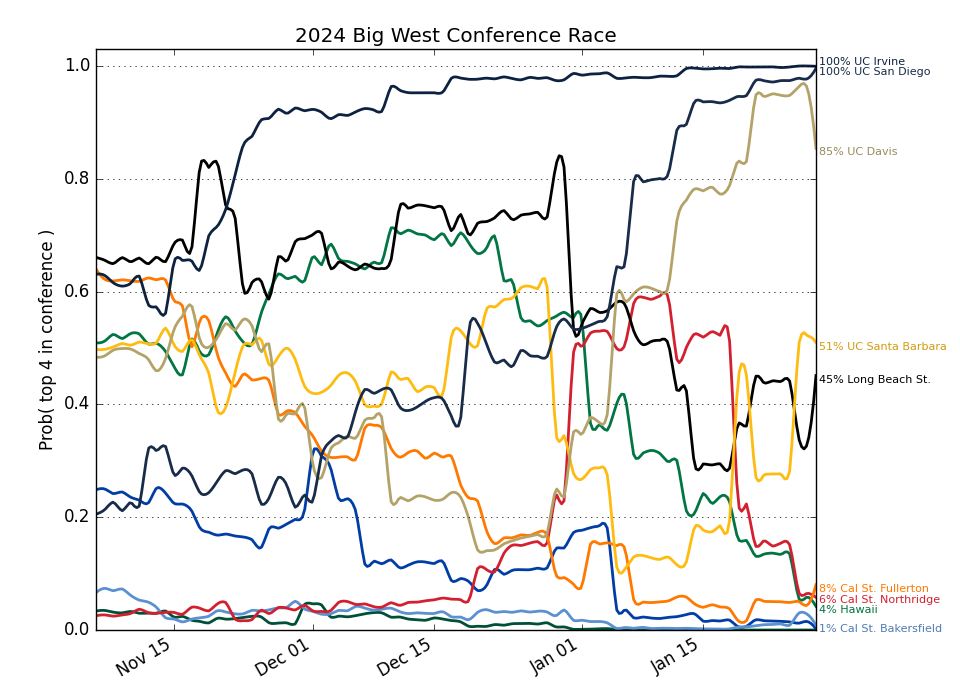 2024 Big West Conference Race
Prob( top 4 in conference )
1.0
0.8
0.6
0.4
0.2
0.0
Nov 15
Dec 01
Dec 15
Jan 01
Jan 15
100% UC Irvine
100% UC San Diego
85% UC Davis
51% UC Santa Barbara
45% Long Beach St.
8% Cal St. Fullerton
6% Cal St. Northridge
4% Hawaii
1% Cal St. Bakersfield